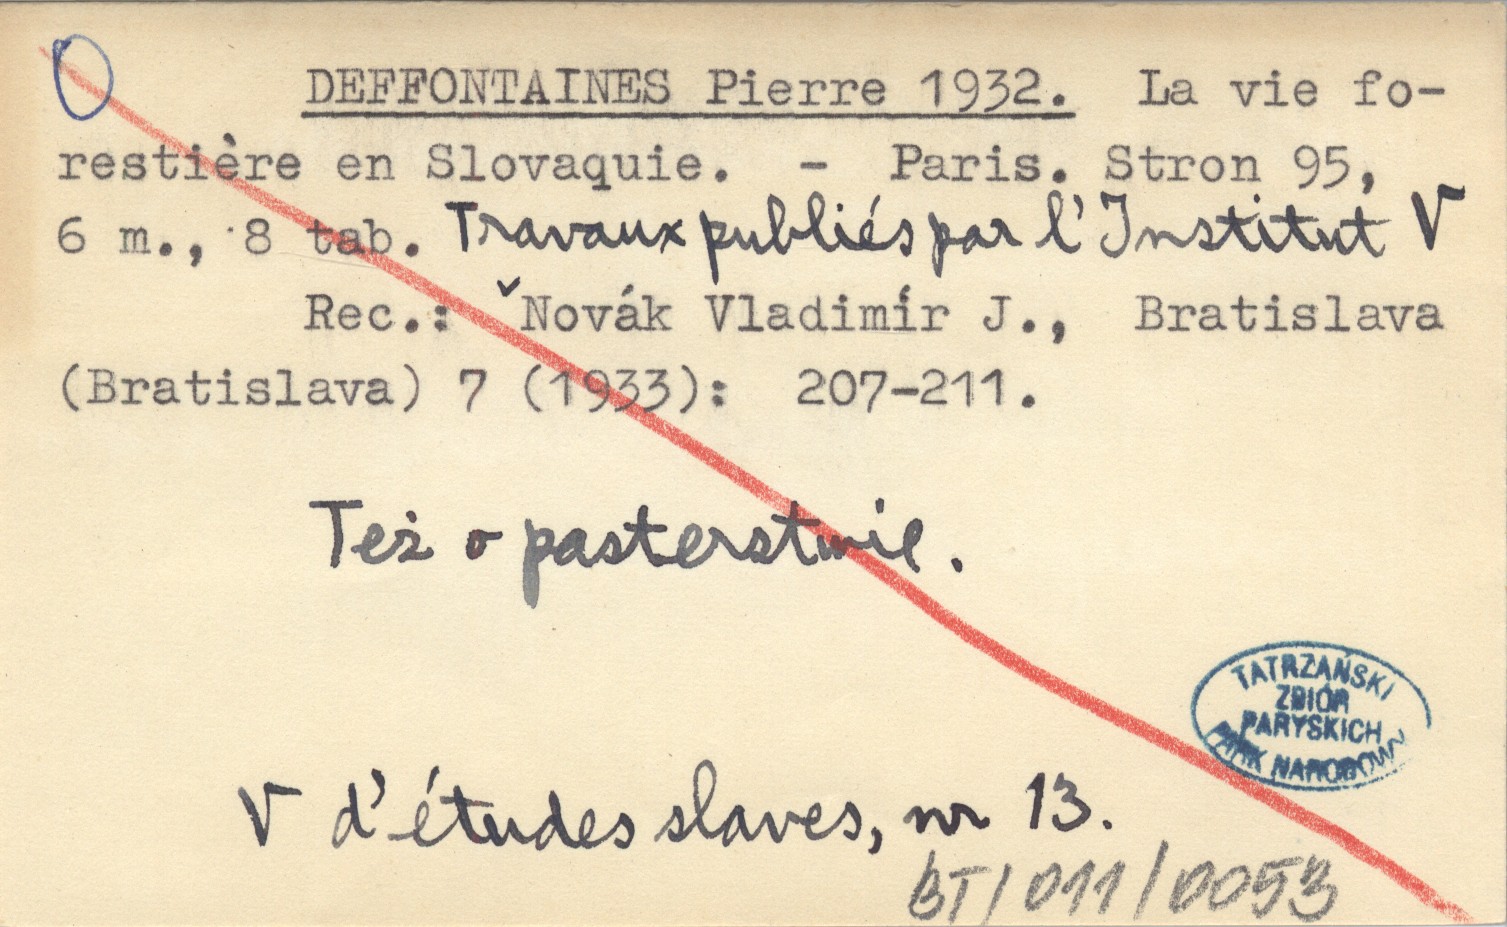 DEFFONTAINES Pierre 1932. La vie fo-
restière en Slovaquie. - Paris. Stron 95,
6 m., 8 tab. Travaux publiés par l'Institut V
Rec.: ˇNovák Vladimír J., Bratislava
(Bratislava) 7 (1933): 207-211.
Też o pasterstwie.
TATRZAŃSKI
ZBIÓR
PARYSKICH
PARK NARODOWY
V d'études slaves, nr 13.
BT/011/0053